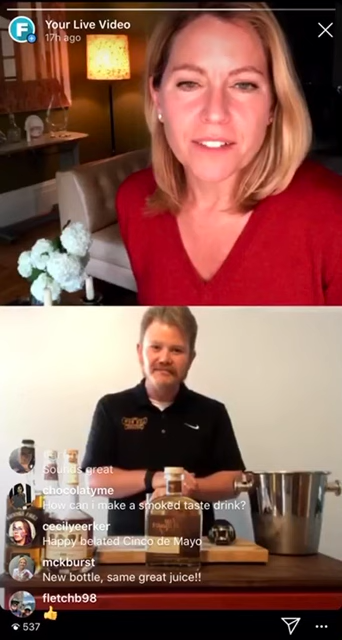 F
Your Live Video
17h ago
Sounds great
chocolatyme
How can i make a smoked taste drink?
cecilyeerker
Happy belated Cinco de Mayo
mckburst
New bottle, same great juice!!
fletchb98
👍
537